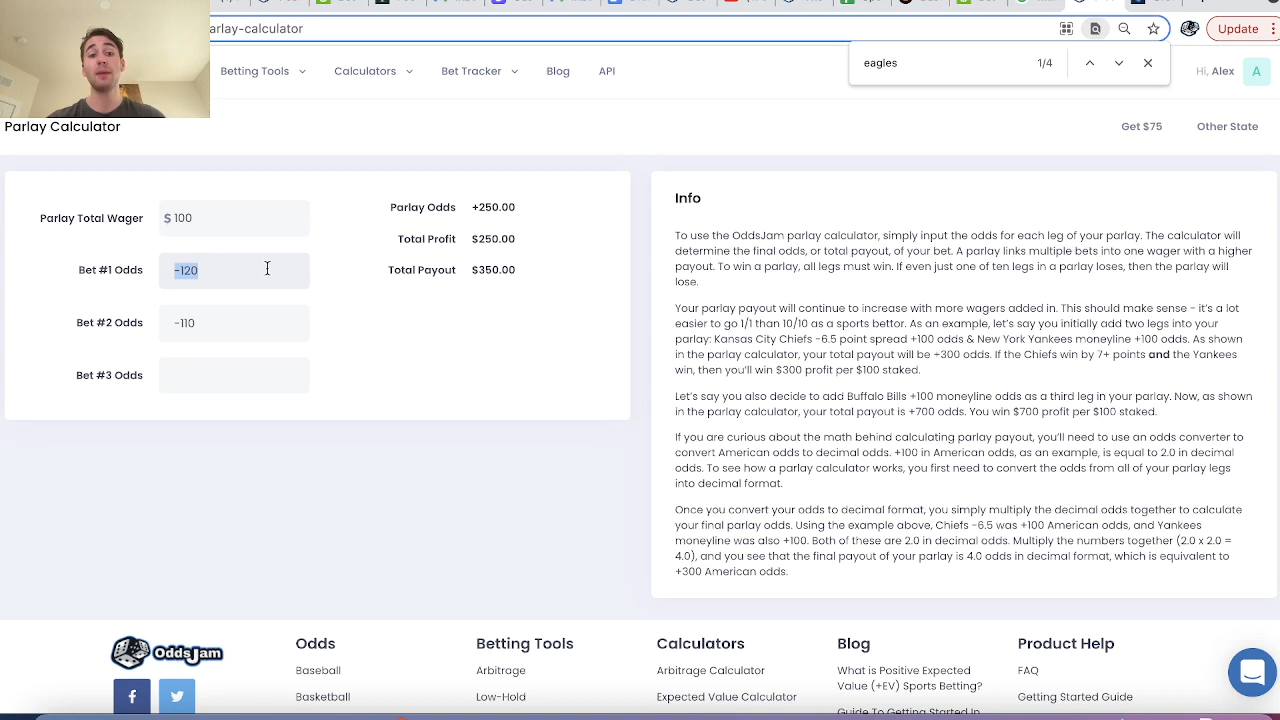 arlay-calculator
Update
eagles
1/4
Betting Tools
Calculators
Bet Tracker
Blog
API
Hi, Alex
A
Parlay Calculator
Get $75
Other State
Parlay Total Wager
$ 100
Bet #1 Odds
-120
Bet #2 Odds
-110
Bet #3 Odds
Parlay Odds
+250.00
Total Profit
$250.00
Total Payout
$350.00
Info
To use the OddsJam parlay calculator, simply input the odds for each leg of your parlay. The calculator will
determine the final odds, or total payout, of your bet. A parlay links multiple bets into one wager with a higher
payout. To win a parlay, all legs must win. If even just one of ten legs in a parlay loses, then the parlay will
lose.
Your parlay payout will continue to increase with more wagers added in. This should make sense - it's a lot
easier to go 1/1 than 10/10 as a sports bettor. As an example, let's say you initially add two legs into your
parlay: Kansas City Chiefs -6.5 point spread +100 odds & New York Yankees moneyline +100 odds. As shown
in the parlay calculator, your total payout will be +300 odds. If the Chiefs win by 7+ points and the Yankees
win, then you'll win $300 profit per $100 staked.
Let's say you also decide to add Buffalo Bills +100 moneyline odds as a third leg in your parlay. Now, as shown
in the parlay calculator, your total payout is +700 odds. You win $700 profit per $100 staked.
If you are curious about the math behind calculating parlay payout, you'll need to use an odds converter to
convert American odds to decimal odds. +100 in American odds, as an example, is equal to 2.0 in decimal
odds. To see how a parlay calculator works, you first need to convert the odds from all of your parlay legs
into decimal format.
Once you convert your odds to decimal format, you simply multiply the decimal odds together to calculate
your final parlay odds. Using the example above, Chiefs -6.5 was +100 American odds, and Yankees
moneyline was also +100. Both of these are 2.0 in decimal odds. Multiply the numbers together (2.0 x 2.0 =
4.0), and you see that the final payout of your parlay is 4.0 odds in decimal format, which is equivalent to
+300 American odds.
OddsJam
Odds
Baseball
Basketball
Betting Tools
Arbitrage
Low-Hold
Calculators
Arbitrage Calculator
Expected Value Calculator
Blog
What is Positive Expected
Value (+EV) Sports Betting?
Guide To Getting Started In
Product Help
FAQ
Getting Started Guide